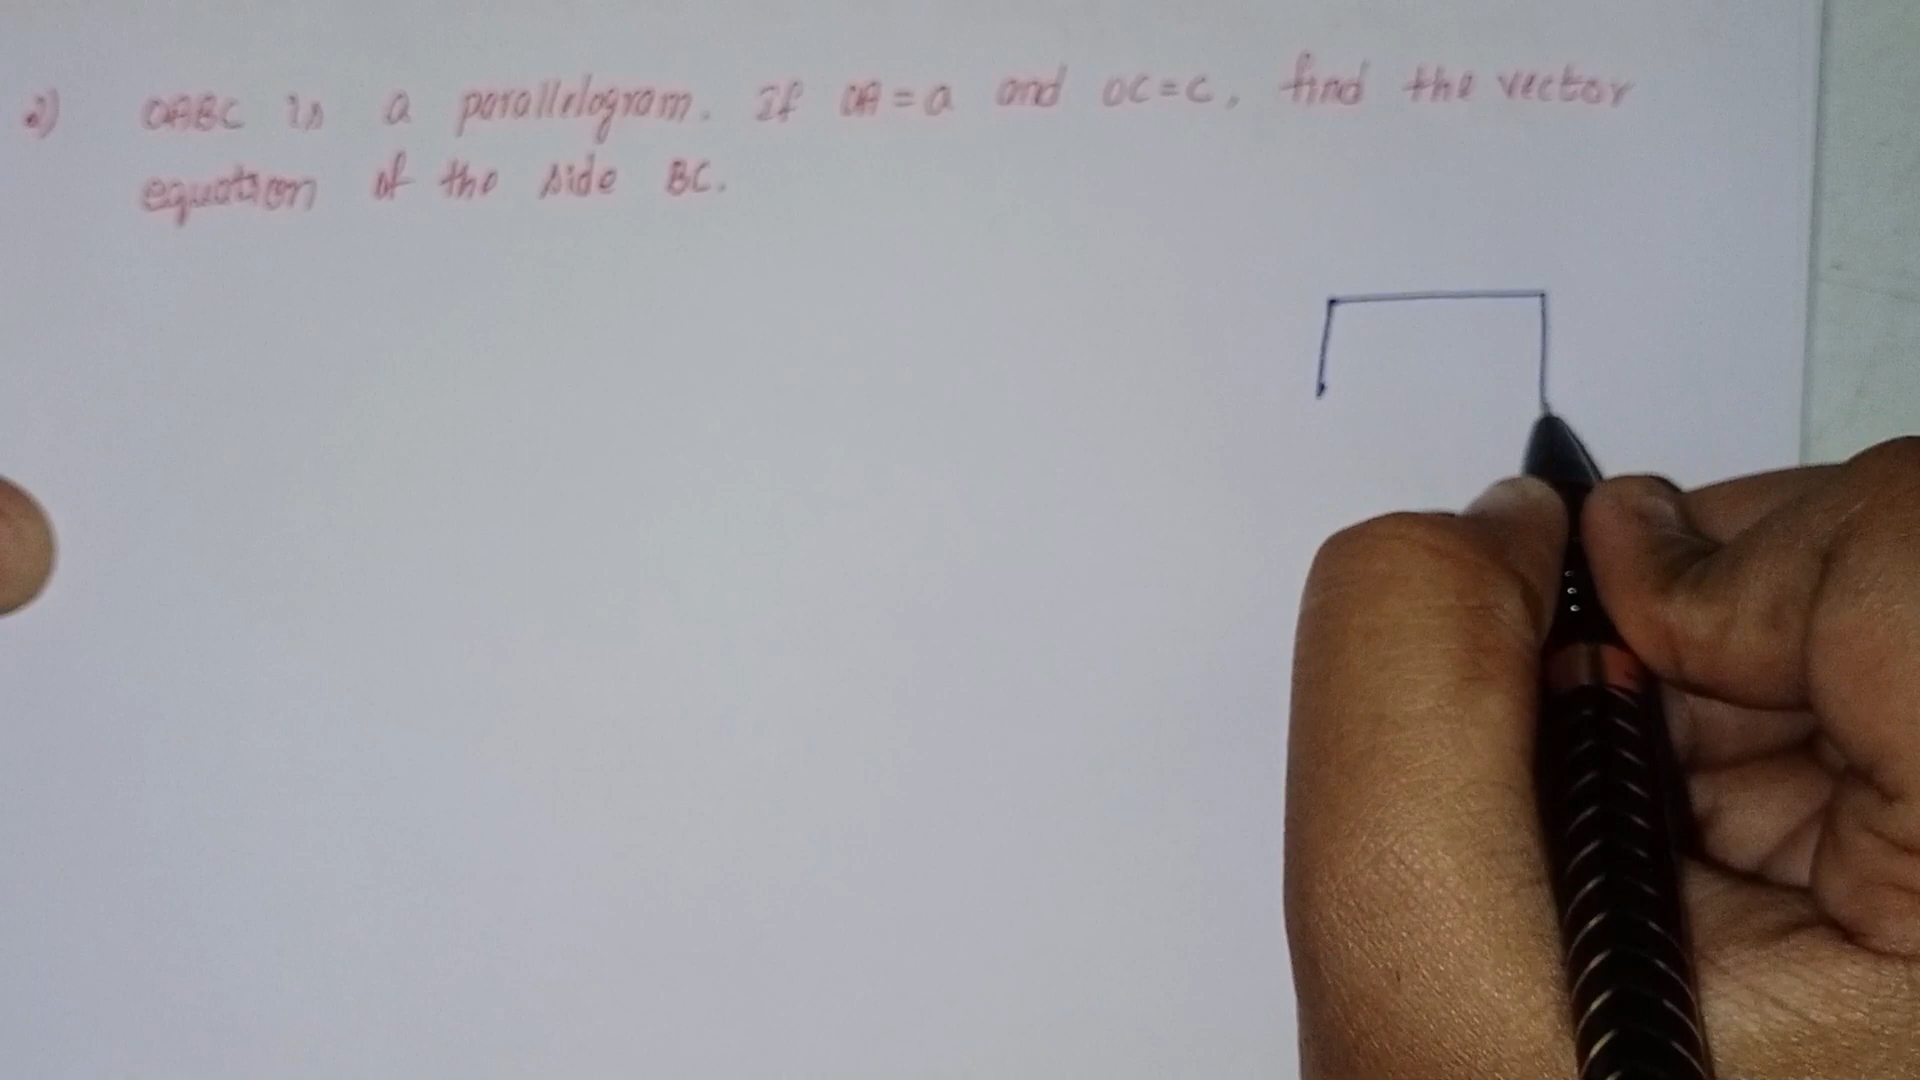 2) OABC is a parallelogram. If OA = a and OC = c, find the vector
equation of the side BC.